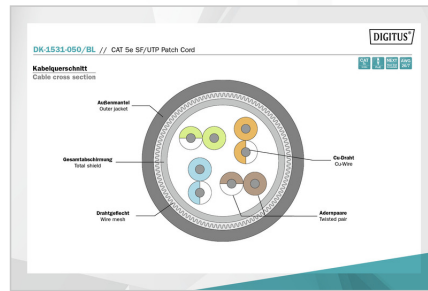 DIGITUS®
DK-1531-050/BL // CAT 5e SF/UTP Patch Cord
Kabelquerschnitt
Cable cross section
Außenmantel
Outer jacket
Gesamtabschirmung
Total shield
Drahtgeflecht
Wire mesh
Cu-Draht
Cu-Wire
Adernpaare
Twisted pair